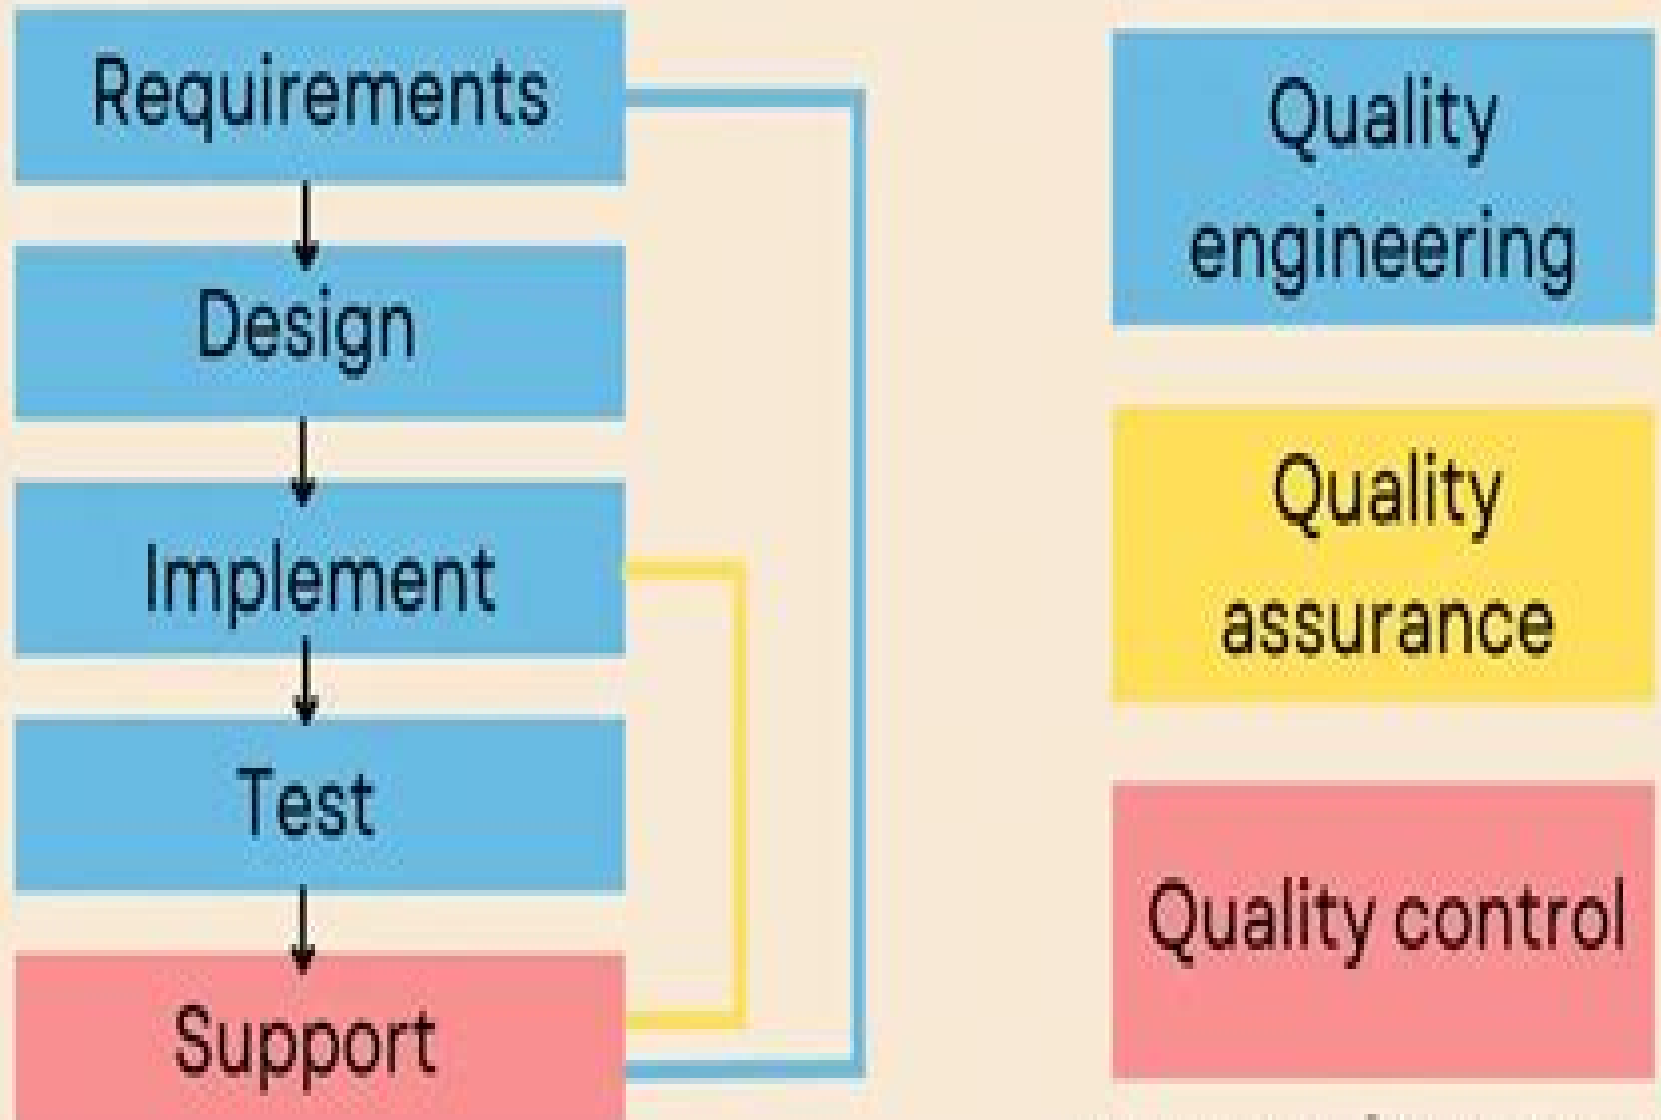 Requirements
Design
Implement
Test
Support
Quality
engineering
Quality
assurance
Quality control